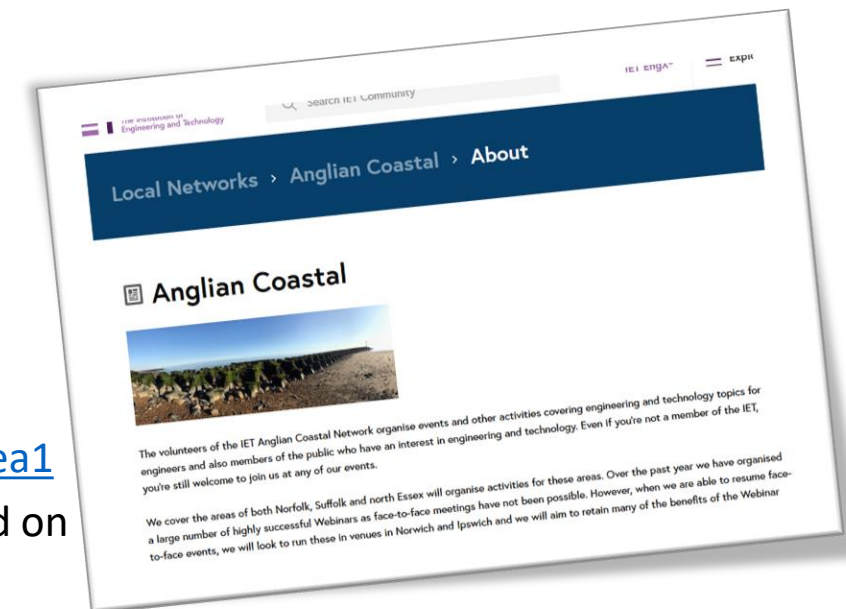 The Institution of
Engineering and Technology
Search IET Community
IET EngX
Local Networks > Anglian Coastal > About
Anglian Coastal
The volunteers of the IET Anglian Coastal Network organise events and other activities covering engineering and technology topics for
engineers and also members of the public who have an interest in engineering and technology. Even if you're not a member of the IET,
you're still welcome to join us at any of our events.
We cover the areas of both Norfolk, Suffolk and north Essex will organise activities for these areas. Over the past year we have organised
a large number of highly successful Webinars as face-to-face meetings have not been possible. However, when we are able to resume face-
to-face events, we will look to run these in venues in Norwich and Ipswich and we will aim to retain many of the benefits of the Webinar
ea1
d on